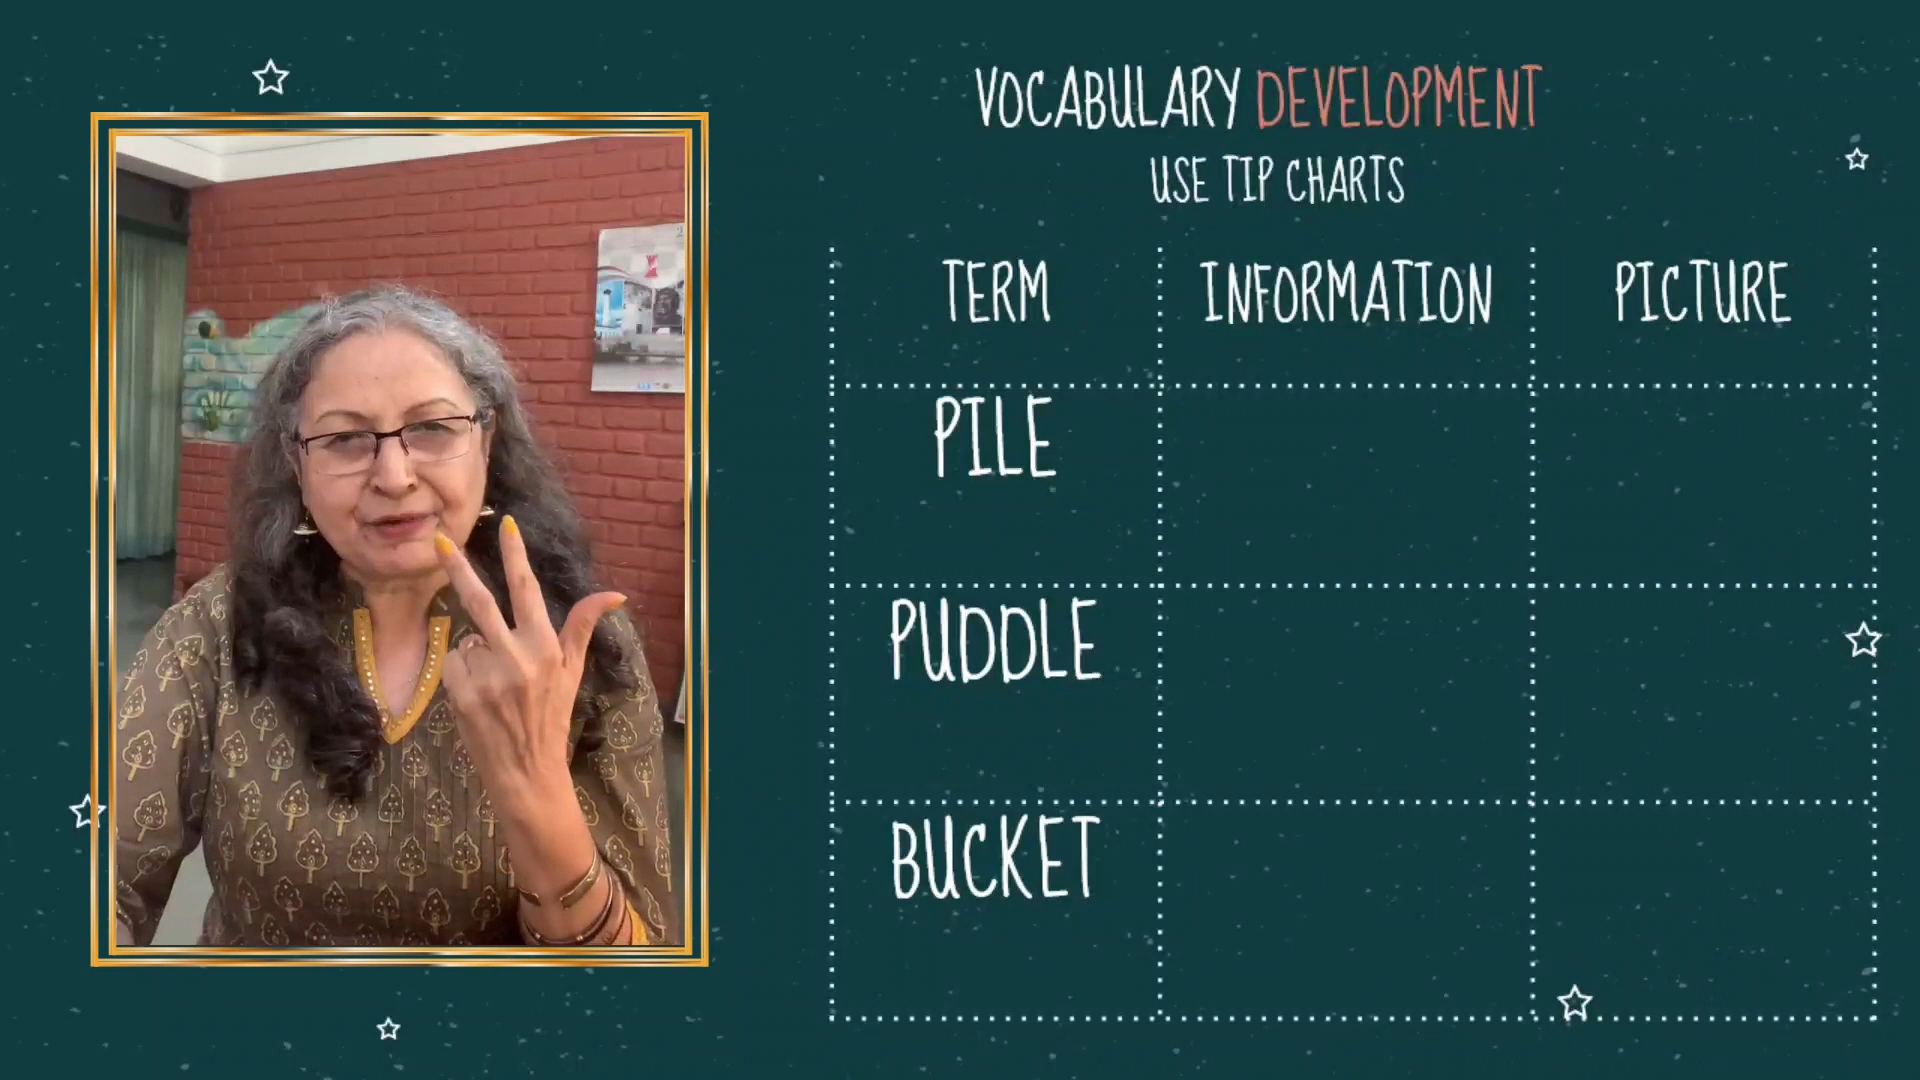 VOCABULARY DEVELOPMENT
USE TIP CHARTS
TERM INFORMATION PICTURE
PILE
PUDDLE
BUCKET